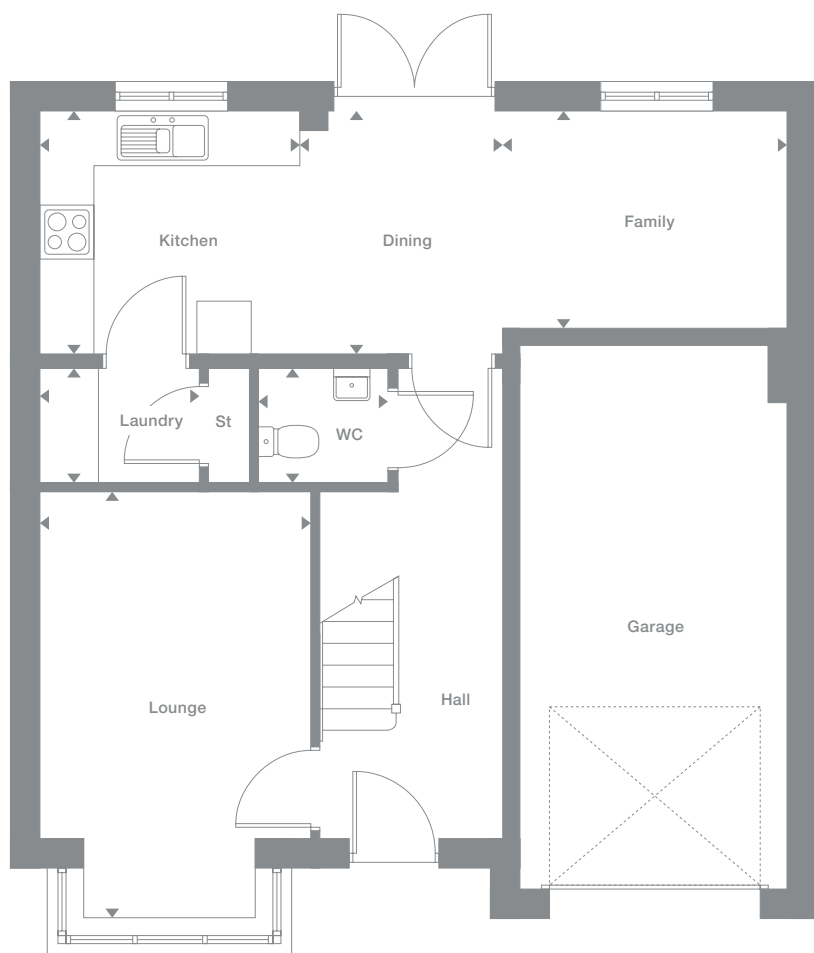 Kitchen
Dining
Family
Laundry
St
WC
Garage
Lounge
Hall